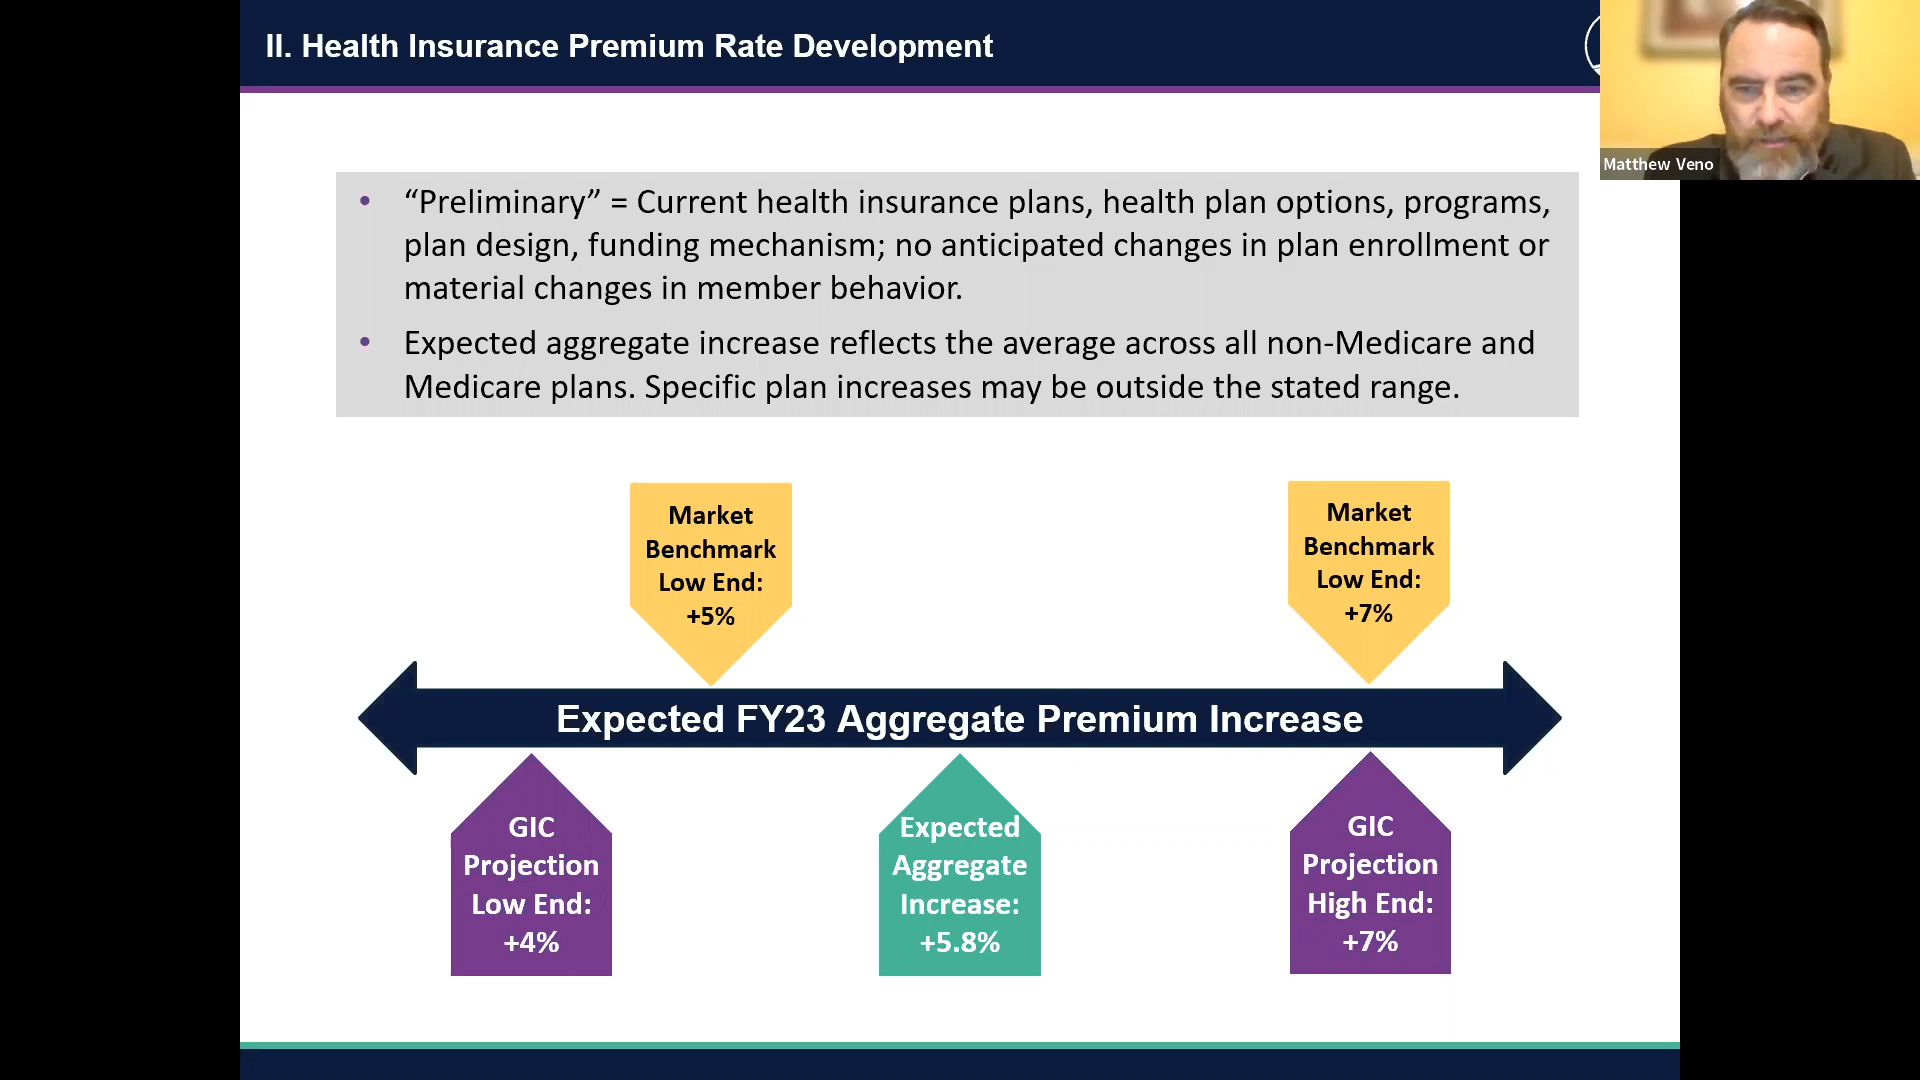 II. Health Insurance Premium Rate Development
Matthew Veno
• “Preliminary” = Current health insurance plans, health plan options, programs,
plan design, funding mechanism; no anticipated changes in plan enrollment or
material changes in member behavior.
• Expected aggregate increase reflects the average across all non-Medicare and
Medicare plans. Specific plan increases may be outside the stated range.
Market
Benchmark
Low End:
+5%
Market
Benchmark
Low End:
+7%
Expected FY23 Aggregate Premium Increase
GIC
Projection
Low End:
+4%
Expected
Aggregate
Increase:
+5.8%
GIC
Projection
High End:
+7%